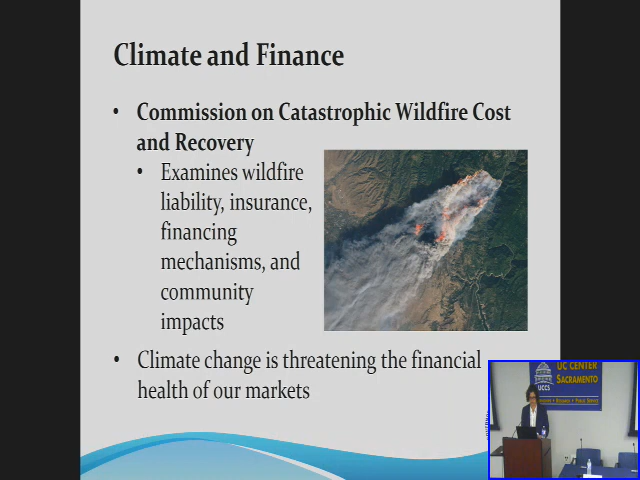 Climate and Finance
• Commission on Catastrophic Wildfire Cost
and Recovery
• Examines wildfire
liability, insurance,
financing
mechanisms, and
community
impacts
• Climate change is threatening the financial
health of our markets
UC CENTER
SACRAMENTO
UCCS